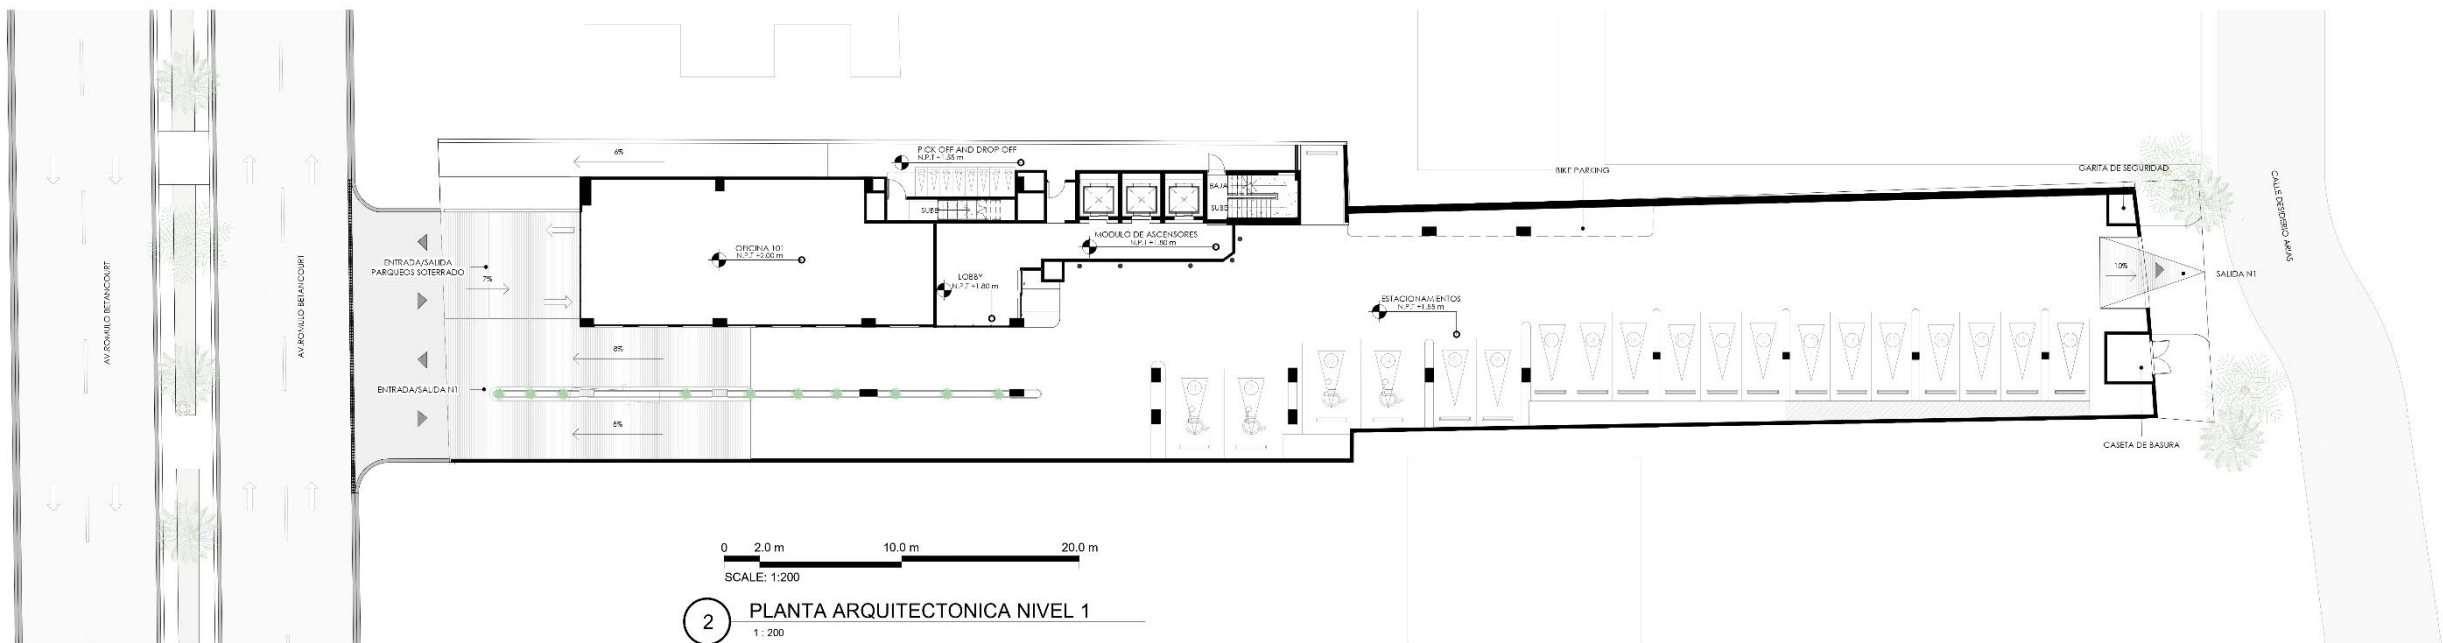 PICK OFF AND DROP OFF
N.P.T +1.55 m
6%
BIKE PARKING
GARITA DE SEGURIDAD
CALLE DESIDERIO ARIAS
BAJA
SUBE
SUBE
MODULO DE ASCENSORES
N.P.T +1.80 m
OFICINA 101
N.P.T +2.00 m
ENTRADA/SALIDA
PARQUEOS SOTERRADO
7%
LOBBY
N.P.T +1.80 m
10%
SALIDA N1
AV.ROMULO BETANCOURT
AV.ROMULO BETANCOURT
ESTACIONAMIENTOS
N.P.T +1.55 m
8%
ENTRADA/SALIDA N1
CASETA DE BASURA
0 2.0 m 10.0 m 20.0 m
SCALE: 1:200
2 PLANTA ARQUITECTONICA NIVEL 1
1 : 200